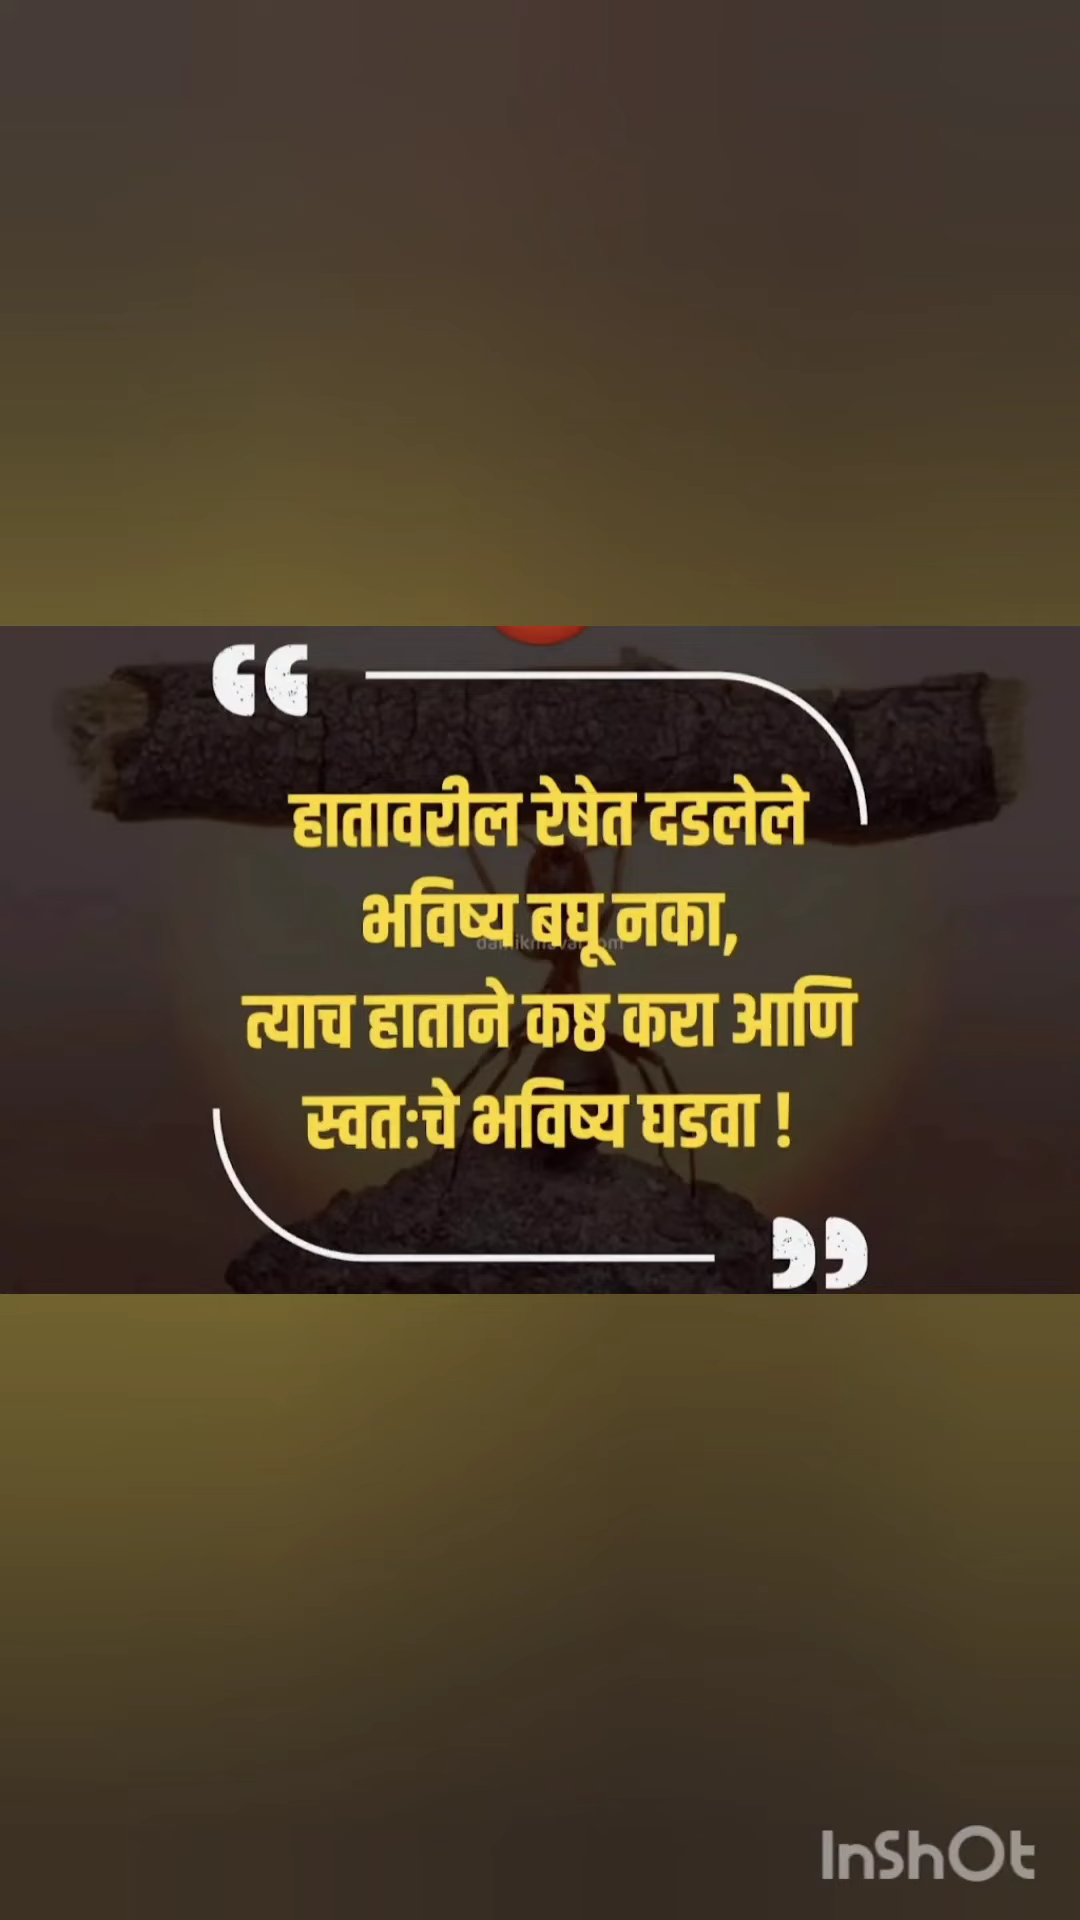 हातावरील रेषेत दडलेले
भविष्य बघू नका,
त्याच हाताने कष्ठ करा आणि
स्वतःचे भविष्य घडवा !
InShOt